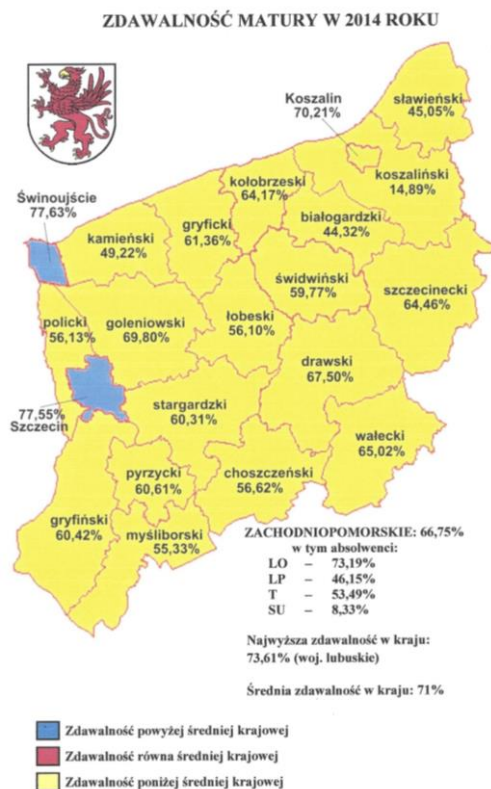 ZDAWALNOŚĆ MATURY W 2014 ROKU
Koszalin
70,21%
sławieński
45,05%
koszaliński
14,89%
kołobrzeski
64,17%
białogardzki
44,32%
Świnoujście
77,63%
kamieński
49,22%
gryficki
61,36%
świdwiński
59,77%
szczecinecki
64,46%
policki
56,13%
goleniowski
69,80%
łobeski
56,10%
drawski
67,50%
77,55%
Szczecin
stargardzki
60,31%
wałecki
65,02%
pyrzycki
60,61%
choszczeński
56,62%
gryfiński
60,42%
myśliborski
55,33%
ZACHODNIOPOMORSKIE: 66,75%
w tym absolwenci:
LO – 73,19%
LP – 46,15%
T – 53,49%
SU – 8,33%
Najwyższa zdawalność w kraju:
73,61% (woj. lubuskie)
Średnia zdawalność w kraju: 71%
Zdawalność powyżej średniej krajowej
Zdawalność równa średniej krajowej
Zdawalność poniżej średniej krajowej